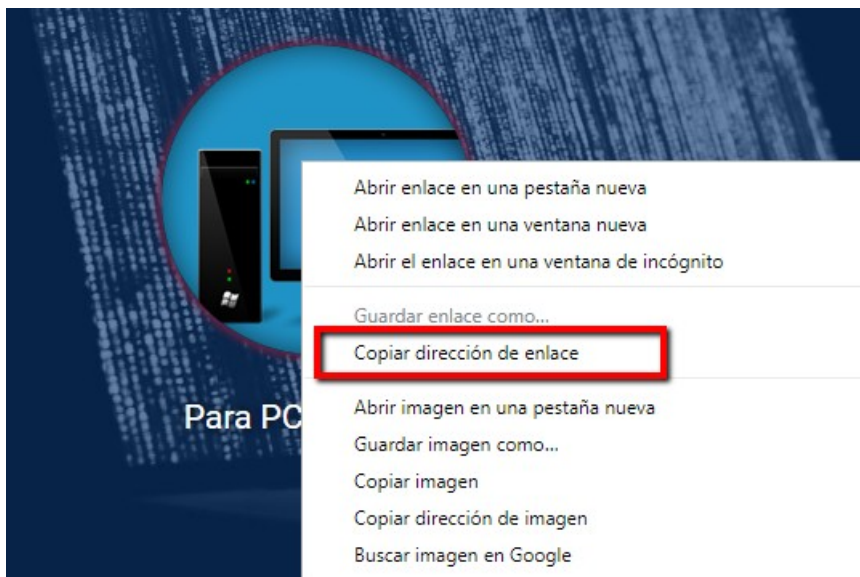 Abrir enlace en una pestaña nueva
Abrir enlace en una ventana nueva
Abrir el enlace en una ventana de incógnito
Guardar enlace como...
Copiar dirección de enlace
Para PC
Abrir imagen en una pestaña nueva
Guardar imagen como...
Copiar imagen
Copiar dirección de imagen
Buscar imagen en Google